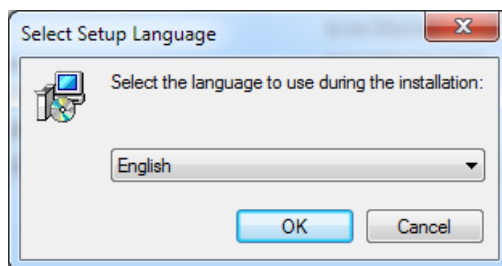 Select Setup Language
Select the language to use during the installation:
English
OK
Cancel